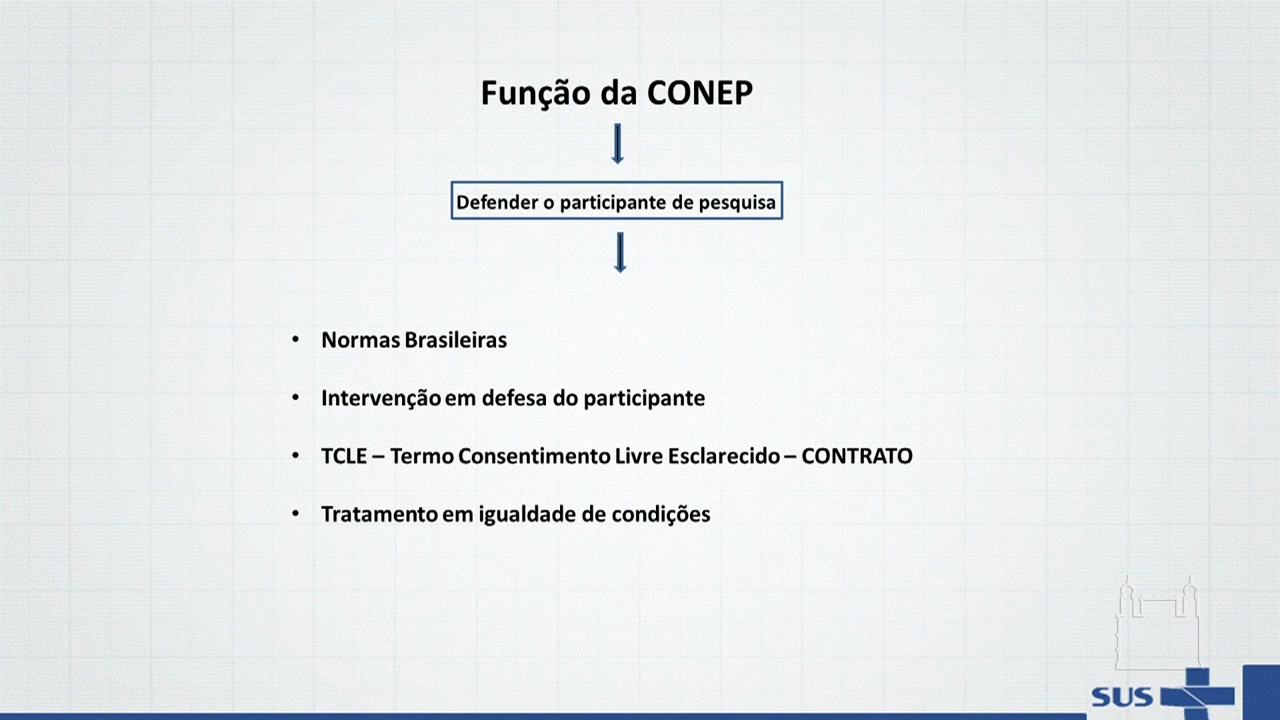 Função da CONEP
Defender o participante de pesquisa
• Normas Brasileiras
• Intervenção em defesa do participante
• TCLE – Termo Consentimento Livre Esclarecido – CONTRATO
• Tratamento em igualdade de condições
SUS